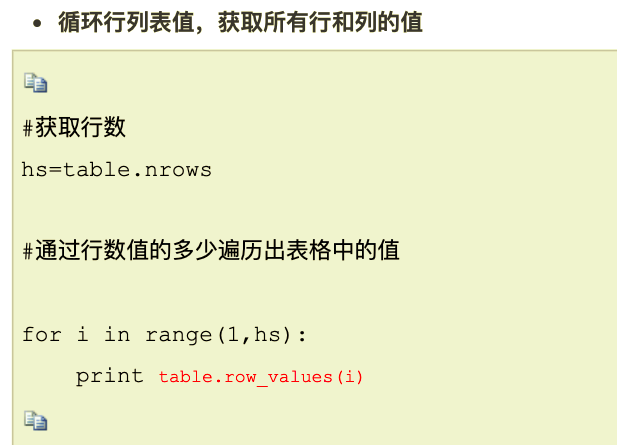 循环行列表值，获取所有行和列的值
#获取行数
hs=table.nrows
#通过行数值的多少遍历出表格中的值
for i in range(1,hs):
    print table.row_values(i)